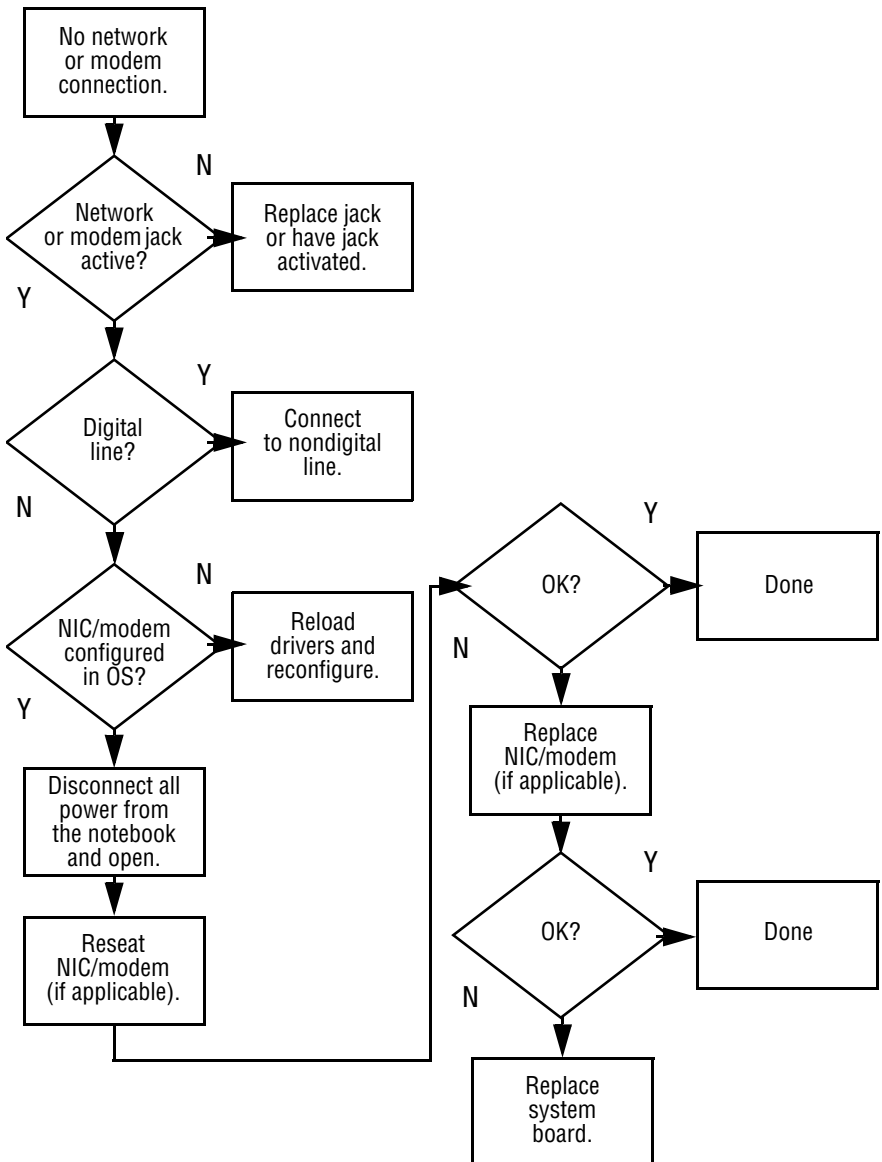 No network
or modem
connection.
N
Network
or modem jack
active?
Replace jack
or have jack
activated.
Y
Y
Digital
line?
Connect
to nondigital
line.
N
N
NIC/modem
configured
in OS?
Reload
drivers and
reconfigure.
Y
Disconnect all
power from
the notebook
and open.
Reseat
NIC/modem
(if applicable).
Y
OK?
Done
N
Replace
NIC/modem
(if applicable).
Y
OK?
Done
N
Replace
system
board.